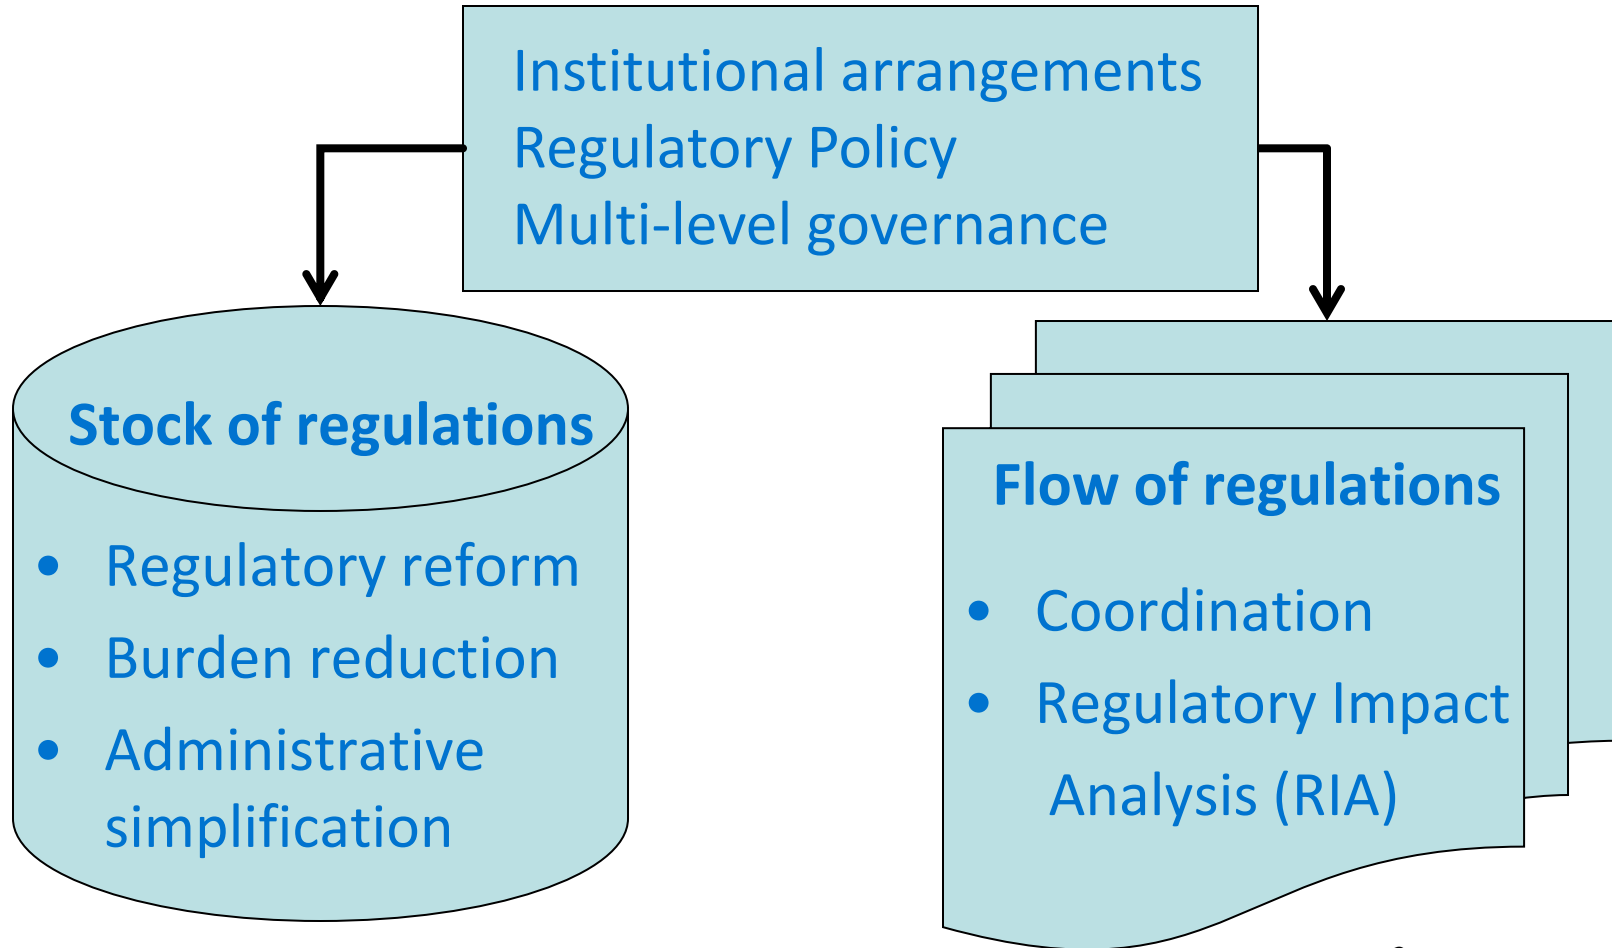 Institutional arrangements
Regulatory Policy
Multi-level governance
Stock of regulations
• Regulatory reform
• Burden reduction
• Administrative
simplification
Flow of regulations
• Coordination
• Regulatory Impact
Analysis (RIA)